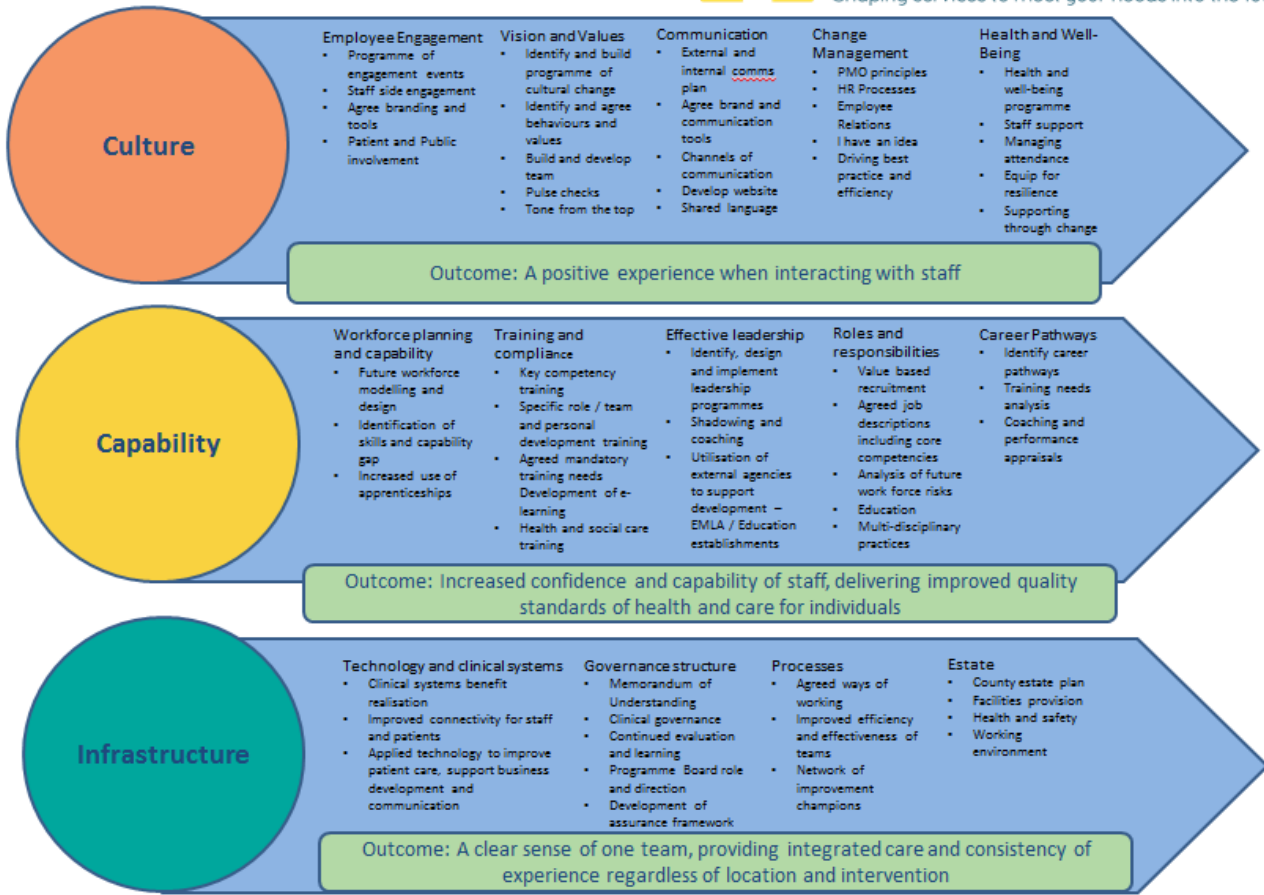 Shaping services to meet your needs into the
Culture
Employee Engagement
• Programme of
engagement events
• Staff side engagement
• Agree branding and
tools
• Patient and Public
involvement
Vision and Values
• Identify and build
programme of
cultural change
• Identify and agree
behaviours and
values
• Build and develop
team
• Pulse checks
• Tone from the top
Communication
• External and
internal comms
plan
• Agree brand and
communication
tools
• Channels of
communication
• Develop website
• Shared language
Change
Management
• PMO principles
• HR Processes
• Employee
Relations
• I have an idea
• Driving best
practice and
efficiency
Health and Well-
Being
• Health and
well-being
programme
• Staff support
• Managing
attendance
• Equip for
resilience
• Supporting
through change
Outcome: A positive experience when interacting with staff
Capability
Workforce planning
and capability
• Future workforce
modelling and
design
• Identification of
skills and capability
gap
• Increased use of
apprenticeships
Training and
compliance
• Key competency
training
• Specific role / team
and personal
development training
• Agreed mandatory
training needs
Development of e-
learning
• Health and social care
training
Effective leadership
• Identify, design
and implement
leadership
programmes
• Shadowing and
coaching
• Utilisation of
external agencies
to support
development –
EMLA / Education
establishments
Roles and
responsibilities
• Value based
recruitment
• Agreed job
descriptions
including core
competencies
• Analysis of future
work force risks
• Education
• Multi-disciplinary
practices
Career Pathways
• Identify career
pathways
• Training needs
analysis
• Coaching and
performance
appraisals
Outcome: Increased confidence and capability of staff, delivering improved quality
standards of health and care for individuals
Infrastructure
Technology and clinical systems
• Clinical systems benefit
realisation
• Improved connectivity for staff
and patients
• Applied technology to improve
patient care, support business
development and
communication
Governance structure
• Memorandum of
Understanding
• Clinical governance
• Continued evaluation
and learning
• Programme Board role
and direction
• Development of
assurance framework
Processes
• Agreed ways of
working
• Improved efficiency
and effectiveness of
teams
• Network of
improvement
champions
Estate
• County estate plan
• Facilities provision
• Health and safety
• Working
environment
Outcome: A clear sense of one team, providing integrated care and consistency of
experience regardless of location and intervention